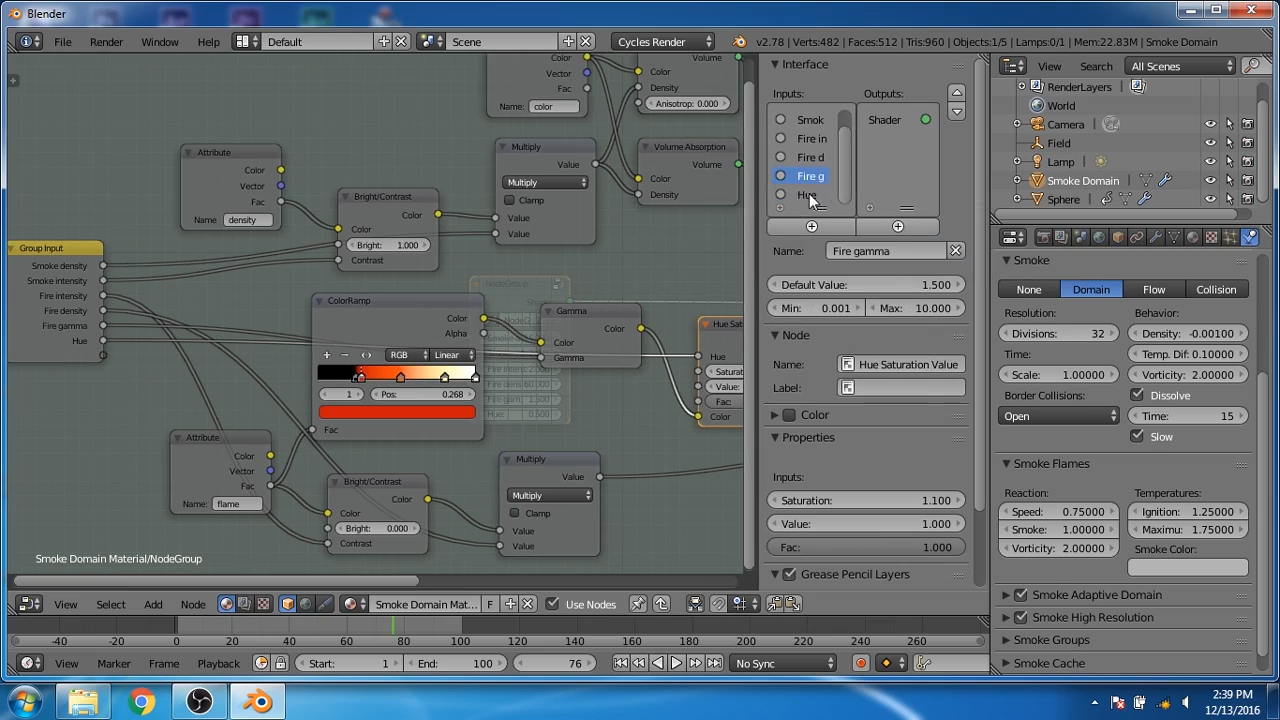 Blender
File Render Window Help Default Scene Cycles Render v2.78 | Verts:482 | Faces:512 | Tris:960 | Objects:1/5 | Lamps:0/1 | Mem:22.83M | Smoke Domain
Color
Vector
Fac
Name: color
Volume
Color
Density
Anisotrop: 0.000
Attribute
Color
Vector
Fac
Name density
Bright/Contrast
Color
Color
Bright: 1.000
Contrast
Multiply
Value
Multiply
Clamp
Value
Value
Volume Absorption
Volume
Color
Density
Group Input
Smoke density
Smoke intensity
Fire intensity
Fire density
Fire gamma
Hue
NodeGroup
ColorRamp
Color
Alpha
RGB Linear
1 Pos: 0.268
Fac
Gamma
Color
Color
Gamma
Hue Sat
Hue
Saturat
Value:
Fac:
Color
Attribute
Color
Vector
Fac
Name: flame
Bright/Contrast
Color
Color
Bright: 0.000
Contrast
Multiply
Value
Multiply
Clamp
Value
Value
Smoke Domain Material/NodeGroup
Interface
Inputs: Outputs:
Smok
Fire in
Fire d
Fire g
Hue
Shader
Name: Fire gamma
Default Value: 1.500
Min: 0.001 Max: 10.000
Node
Name: Hue Saturation Value
Label:
Color
Properties
Inputs:
Saturation: 1.100
Value: 1.000
Fac: 1.000
Grease Pencil Layers
View Search All Scenes
RenderLayers
World
Camera
Field
Lamp
Smoke Domain
Sphere
Smoke
None Domain Flow Collision
Resolution: Behavior:
Divisions: 32 Density: -0.00100
Time: Temp. Dif: 0.10000
Scale: 1.00000 Vorticity: 2.00000
Border Collisions: Dissolve
Open Time: 15
Slow
Smoke Flames
Reaction: Temperatures:
Speed: 0.75000 Ignition: 1.25000
Smoke: 1.00000 Maximu: 1.75000
Vorticity: 2.00000 Smoke Color:
Smoke Adaptive Domain
Smoke High Resolution
Smoke Groups
Smoke Cache
View Select Add Node Smoke Domain Mat... F Use Nodes
-40 -20 0 20 40 60 80 100 120 140 160 180 200 220 240 260
View Marker Frame Playback Start: 1 End: 100 76 No Sync
2:39 PM
12/13/2016